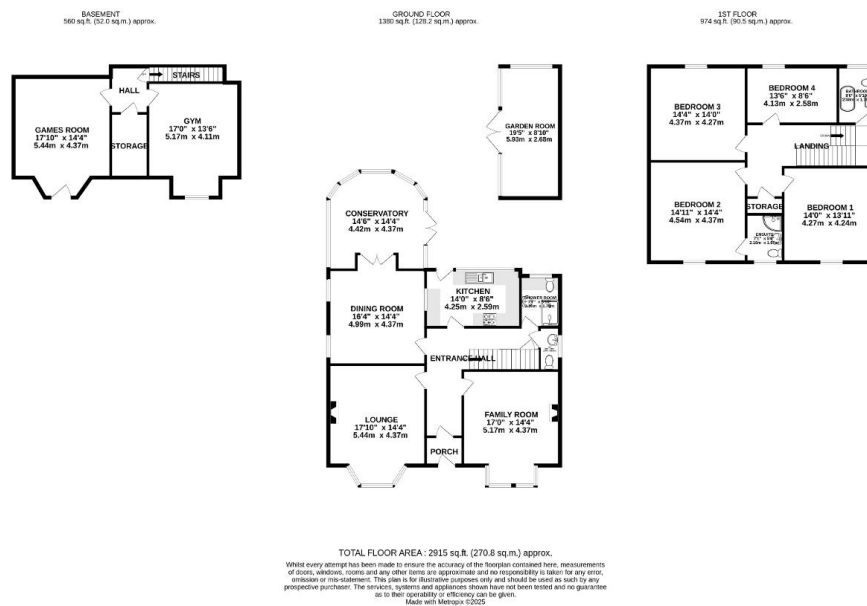 BASEMENT
560 sq.ft. (52.0 sq.m.) approx.
GROUND FLOOR
1380 sq.ft. (128.2 sq.m.) approx.
1ST FLOOR
974 sq.ft. (90.5 sq.m.) approx.
STAIRS
HALL
GAMES ROOM
17'10" x 14'4"
5.44m x 4.37m
STORAGE
GYM
17'0" x 13'6"
5.17m x 4.11m
GARDEN ROOM
19'5" x 8'10"
5.93m x 2.68m
CONSERVATORY
14'6" x 14'4"
4.42m x 4.37m
KITCHEN
14'0" x 8'6"
4.25m x 2.59m
SHOWER ROOM
DINING ROOM
16'4" x 14'4"
4.99m x 4.37m
ENTRANCE HALL
LOUNGE
17'10" x 14'4"
5.44m x 4.37m
FAMILY ROOM
17'0" x 14'4"
5.17m x 4.37m
PORCH
BEDROOM 3
14'4" x 14'0"
4.37m x 4.27m
BEDROOM 4
13'6" x 8'6"
4.13m x 2.58m
LANDING
BEDROOM 2
14'11" x 14'4"
4.54m x 4.37m
STORAGE
BEDROOM 1
14'0" x 13'11"
4.27m x 4.24m
ENSUITE
TOTAL FLOOR AREA : 2915 sq.ft. (270.8 sq.m.) approx.
Whilst every attempt has been made to ensure the accuracy of the floorplan contained here, measurements
of doors, windows, rooms and any other items are approximate and no responsibility is taken for any error,
omission or mis-statement. This plan is for illustrative purposes only and should be used as such by any
prospective purchaser. The services, systems and appliances shown have not been tested and no guarantee
as to their operability or efficiency can be given.
Made with Metropix ©2025